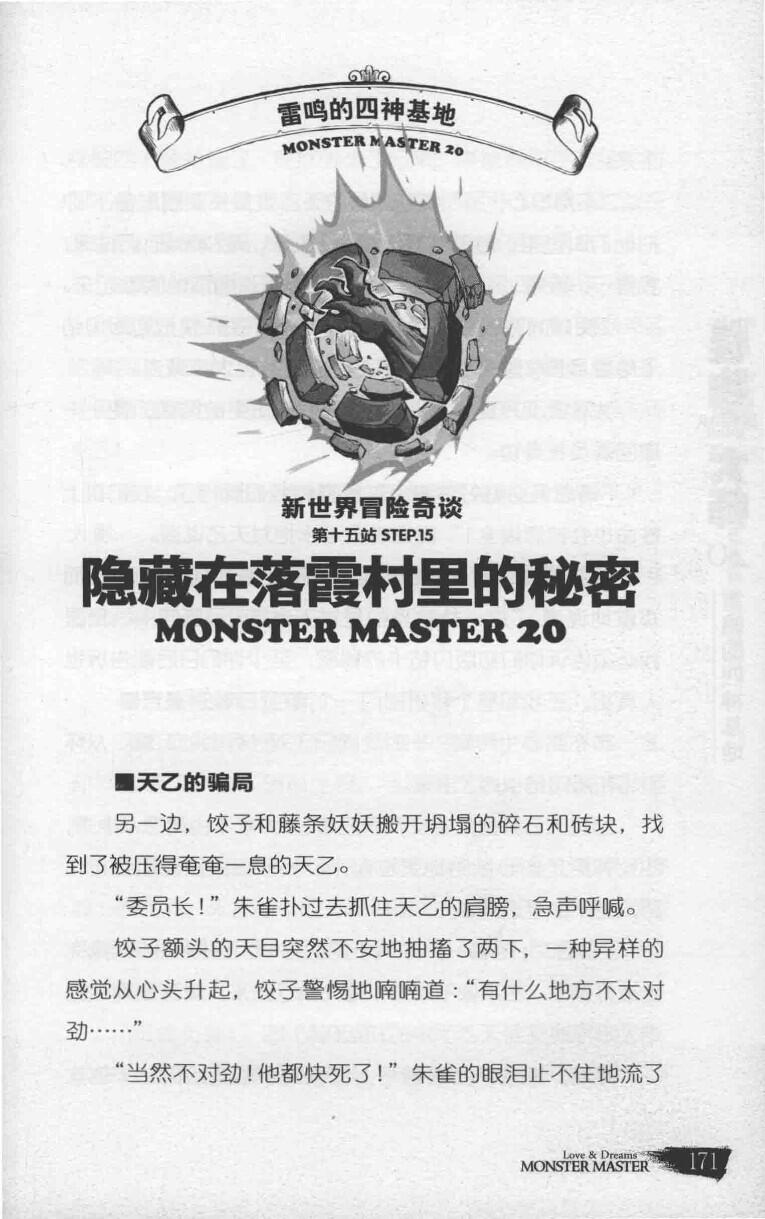 雷鸣的四神基地
MONSTER MASTER 20
新世界冒险奇谈
第十五站 STEP.15
隐藏在落霞村里的秘密
MONSTER MASTER 20
■天乙的骗局
另一边，饺子和藤条妖妖搬开坍塌的碎石和砖块，找
到了被压得奄奄一息的天乙。
“委员长！”朱雀扑过去抓住天乙的肩膀，急声呼喊。
饺子额头的天目突然不安地抽搐了两下，一种异样的
感觉从心头升起，饺子警惕地喃喃道：“有什么地方不太对
劲……”
“当然不对劲！他都快死了！”朱雀的眼泪止不住地流了
Love & Dreams
MONSTER MASTER 171